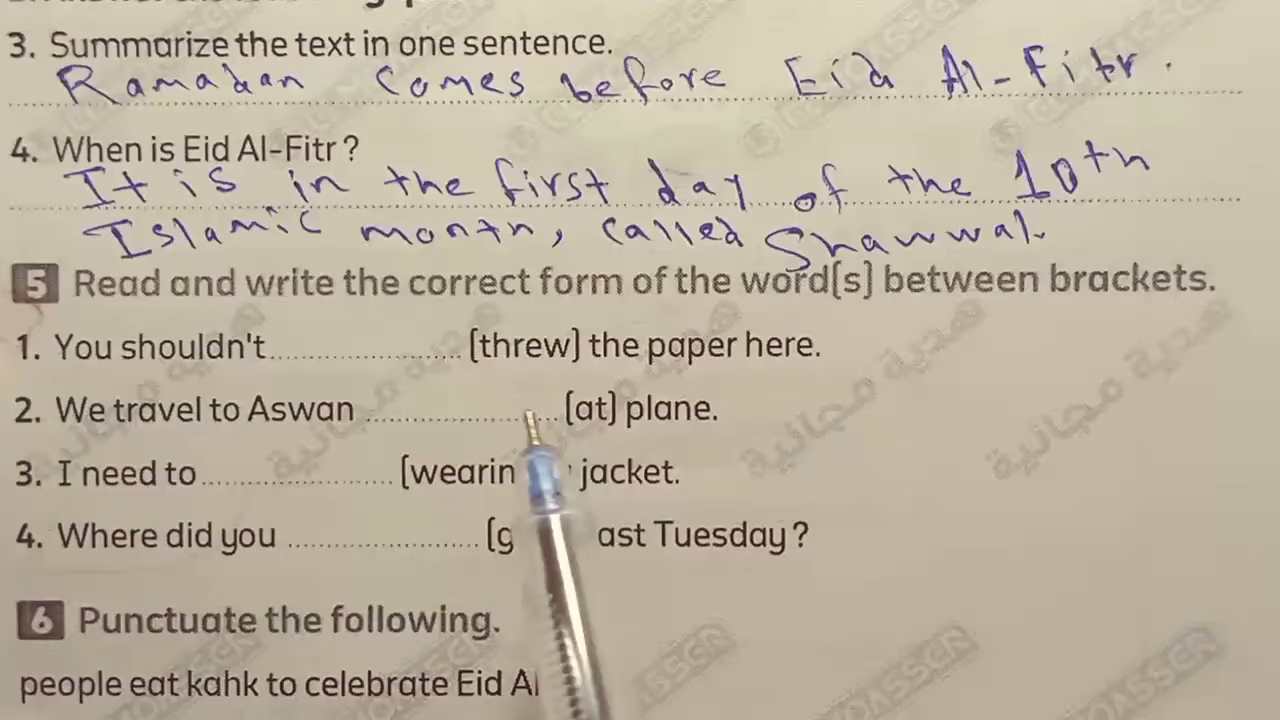 3. Summarize the text in one sentence.
Ramadan comes before Eid Al-Fitr.
4. When is Eid Al-Fitr?
It is in the first day of the 10th
Islamic month, called Shawwal.
5 Read and write the correct form of the word(s) between brackets.
1. You shouldn't.................... (threw) the paper here.
2. We travel to Aswan .................... (at) plane.
3. I need to.................... (wearin jacket.
4. Where did you .................... (g ast Tuesday?
6 Punctuate the following.
people eat kahk to celebrate Eid Al